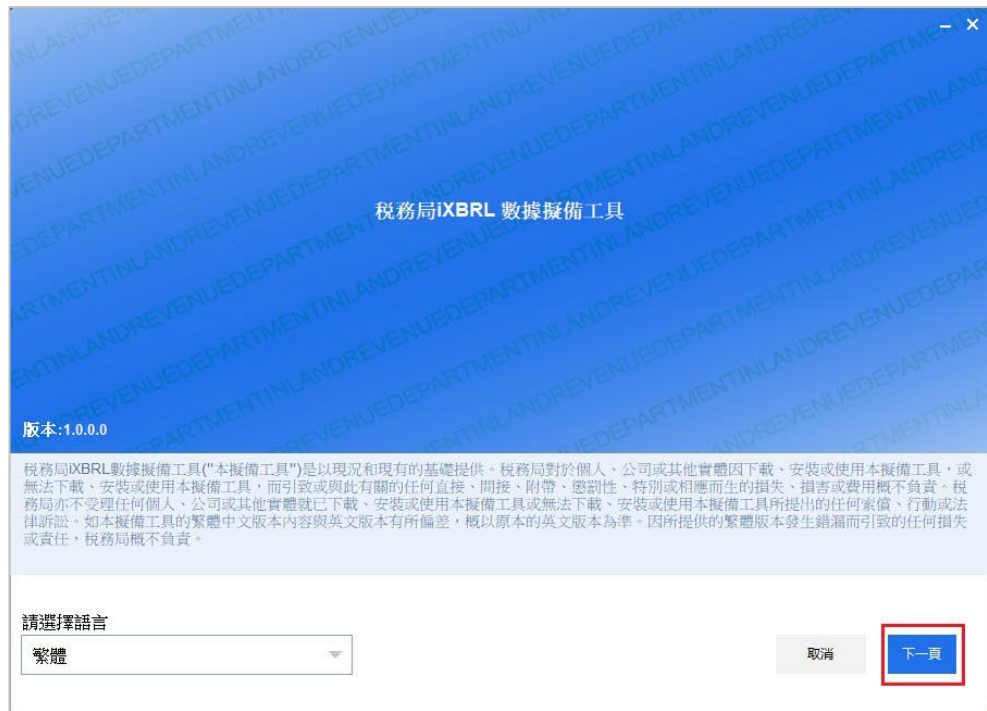 税務局iXBRL 數據擬備工具
版本:1.0.0.0
税務局iXBRL數據擬備工具("本擬備工具")是以現況和現有的基礎提供。税務局對於個人、公司或其他實體因下載、安裝或使用本擬備工具，或
無法下載、安裝或使用本擬備工具，而引致或與此有關的任何直接、間接、附帶、懲罰性、特別或相應而生的損失、損害或費用概不負責。税
務局亦不受理任何個人、公司或其他實體就已下載、安裝或使用本擬備工具或無法下載、安裝或使用本擬備工具所提出的任何索償、行動或法
律訴訟。如本擬備工具的繁體中文版本內容與英文版本有所偏差，概以原本的英文版本為準。因所提供的繁體版本發生錯漏而引致的任何損失
或責任，税務局概不負責。
請選擇語言
繁體
取消
下一頁